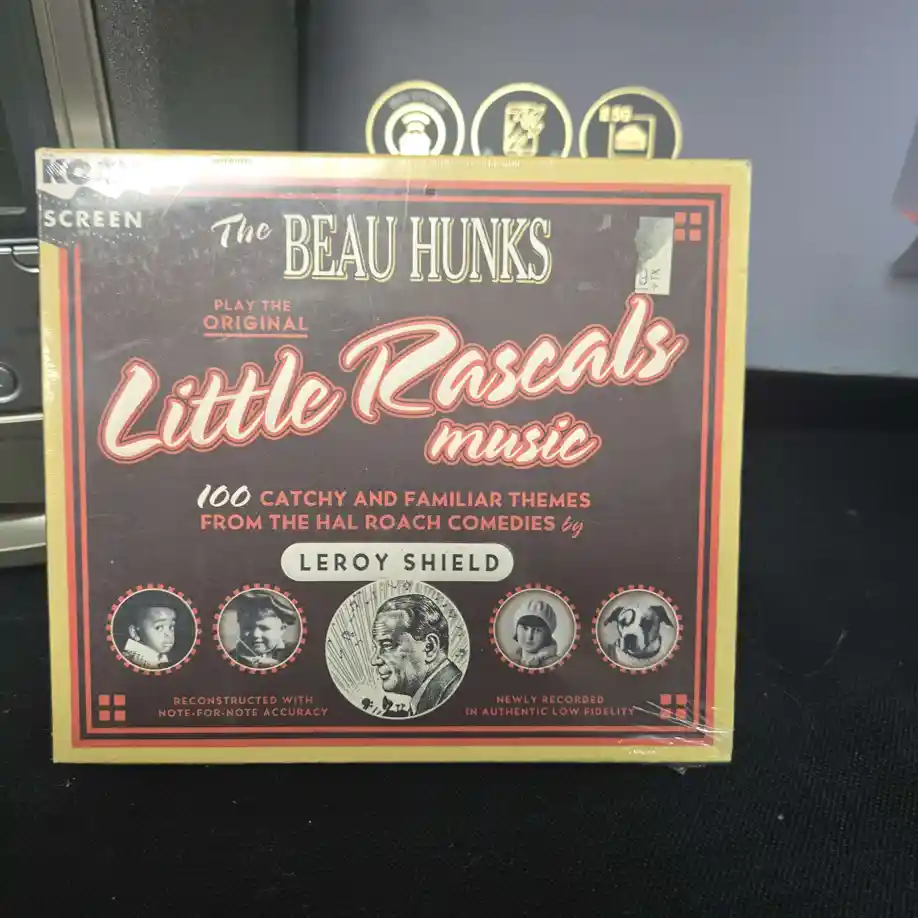 SCREEN
The BEAU HUNKS
PLAY THE
ORIGINAL
Little Rascals
music
100 CATCHY AND FAMILIAR THEMES
FROM THE HAL ROACH COMEDIES by
LEROY SHIELD
RECONSTRUCTED WITH
NOTE-FOR-NOTE ACCURACY
NEWLY RECORDED
IN AUTHENTIC LOW FIDELITY